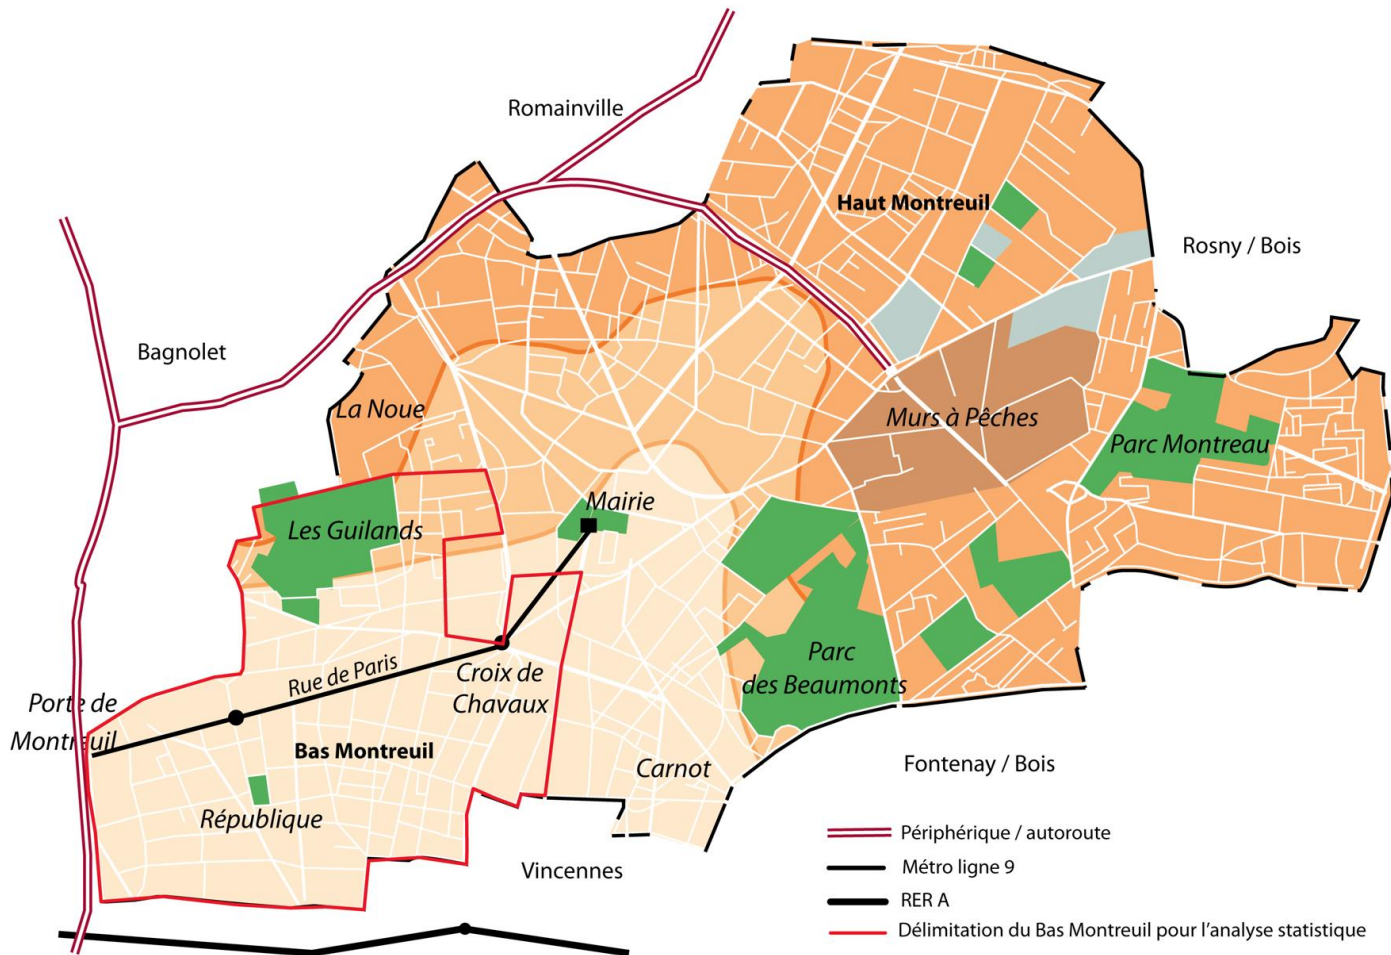 Romainville
Haut Montreuil
Rosny / Bois
Bagnolet
La Noue
Murs à Pêches
Parc Montreau
Mairie
Les Guilands
Rue de Paris
Croix de
Chavaux
Parc
des Beaumonts
Porte de
Montreuil
Bas Montreuil
Carnot
Fontenay / Bois
République
Vincennes
Périphérique / autoroute
Métro ligne 9
RER A
Délimitation du Bas Montreuil pour l'analyse statistique